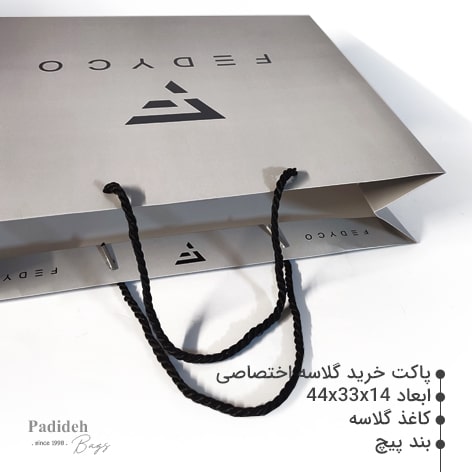 FEDYCO
FEDYCO
FEDYCO
پاکت خرید گلاسه اختصاصی
ابعاد 44x33x14
کاغذ گلاسه
بند پیچ
Padideh
. since 1998 . Bags